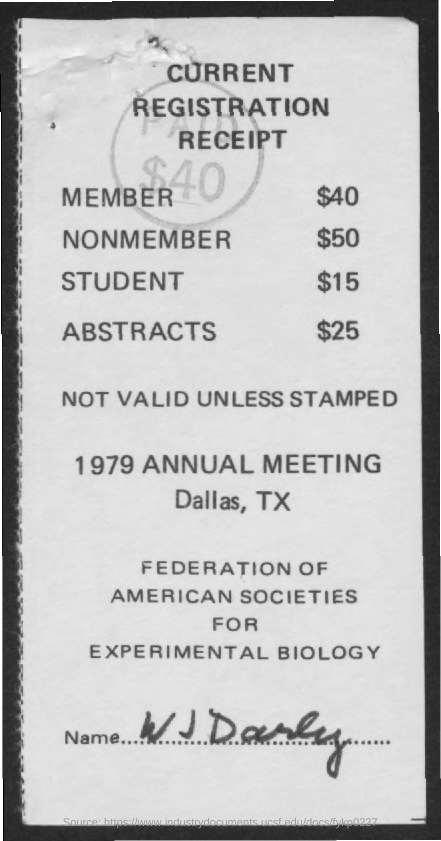 CURRENT
REGISTRATION
RECEIPT
PAID
$40
MEMBER $40
NONMEMBER $50
STUDENT $15
ABSTRACTS $25
NOT VALID UNLESS STAMPED
1979 ANNUAL MEETING
Dallas, TX
FEDERATION OF
AMERICAN SOCIETIES
FOR
EXPERIMENTAL BIOLOGY
Name....W J Darby........
Source: https://www.industrydocuments.ucsf.edu/docs/fykp0227